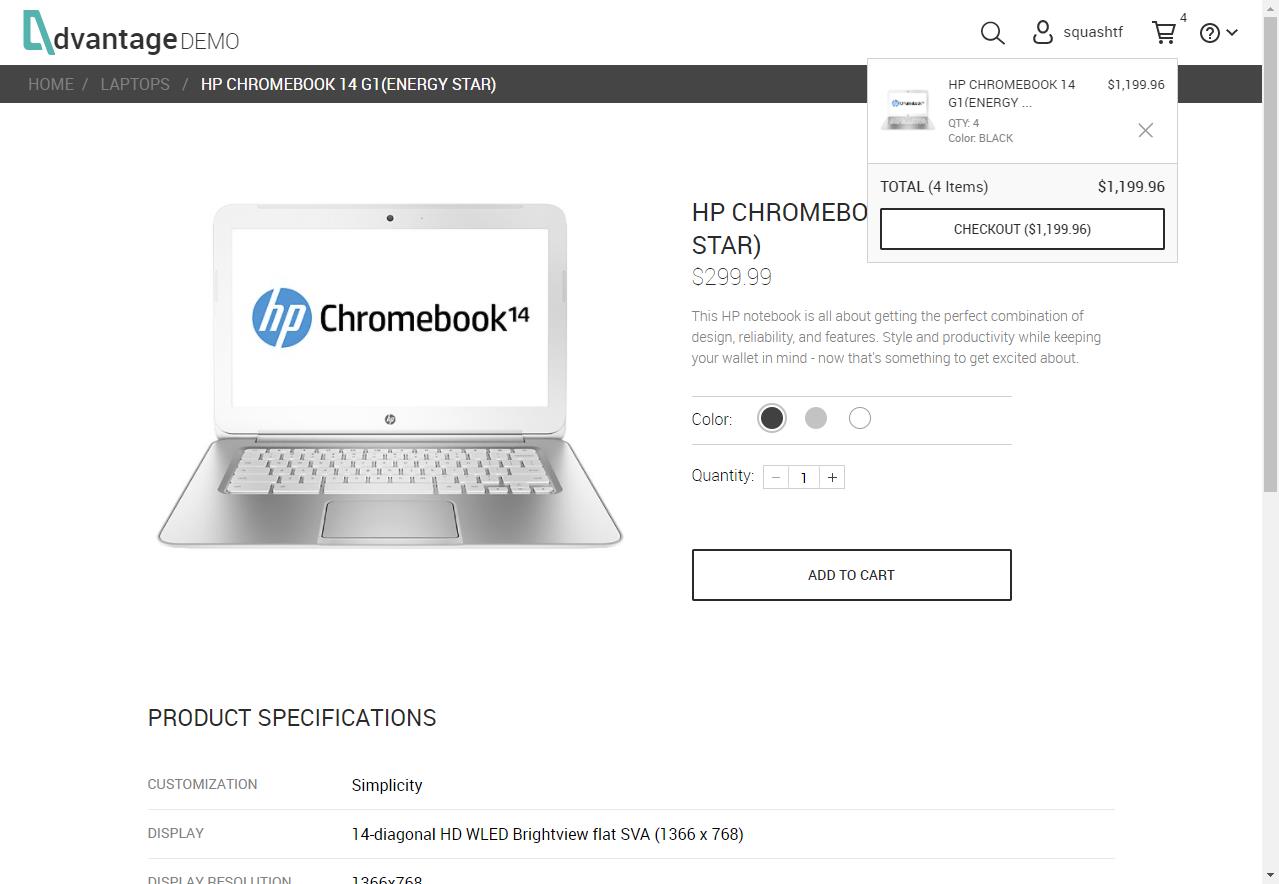 dvantage DEMO
squashtf
4
HOME / LAPTOPS / HP CHROMEBOOK 14 G1(ENERGY STAR)
HP CHROMEBOOK 14 $1,199.96
G1(ENERGY ...
QTY: 4
Color: BLACK
TOTAL (4 Items) $1,199.96
CHECKOUT ($1,199.96)
hp Chromebook14
hp
HP CHROMEBO
STAR)
$299.99
This HP notebook is all about getting the perfect combination of
design, reliability, and features. Style and productivity while keeping
your wallet in mind - now that's something to get excited about.
Color:
Quantity: − 1 +
ADD TO CART
PRODUCT SPECIFICATIONS
CUSTOMIZATION Simplicity
DISPLAY 14-diagonal HD WLED Brightview flat SVA (1366 x 768)
DISPLAY RESOLUTION 1366x768